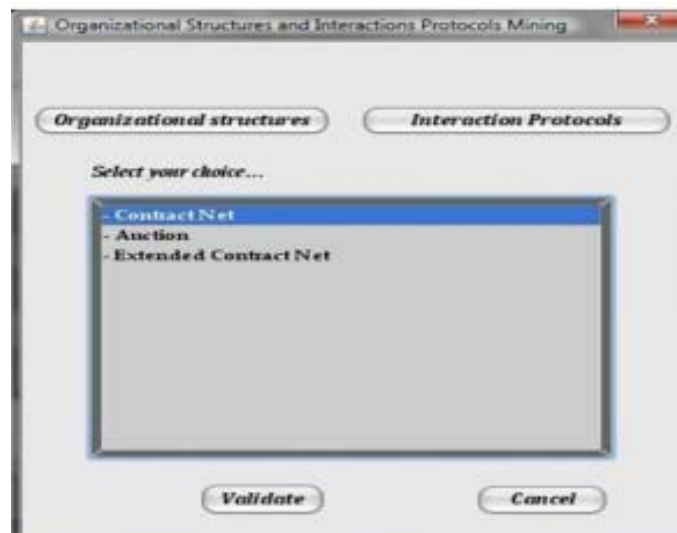 Organizational Structures and Interactions Protocols Mining
Organizational structures Interaction Protocols
Select your choice...
- Contract Net
- Auction
- Extended Contract Net
Validate Cancel